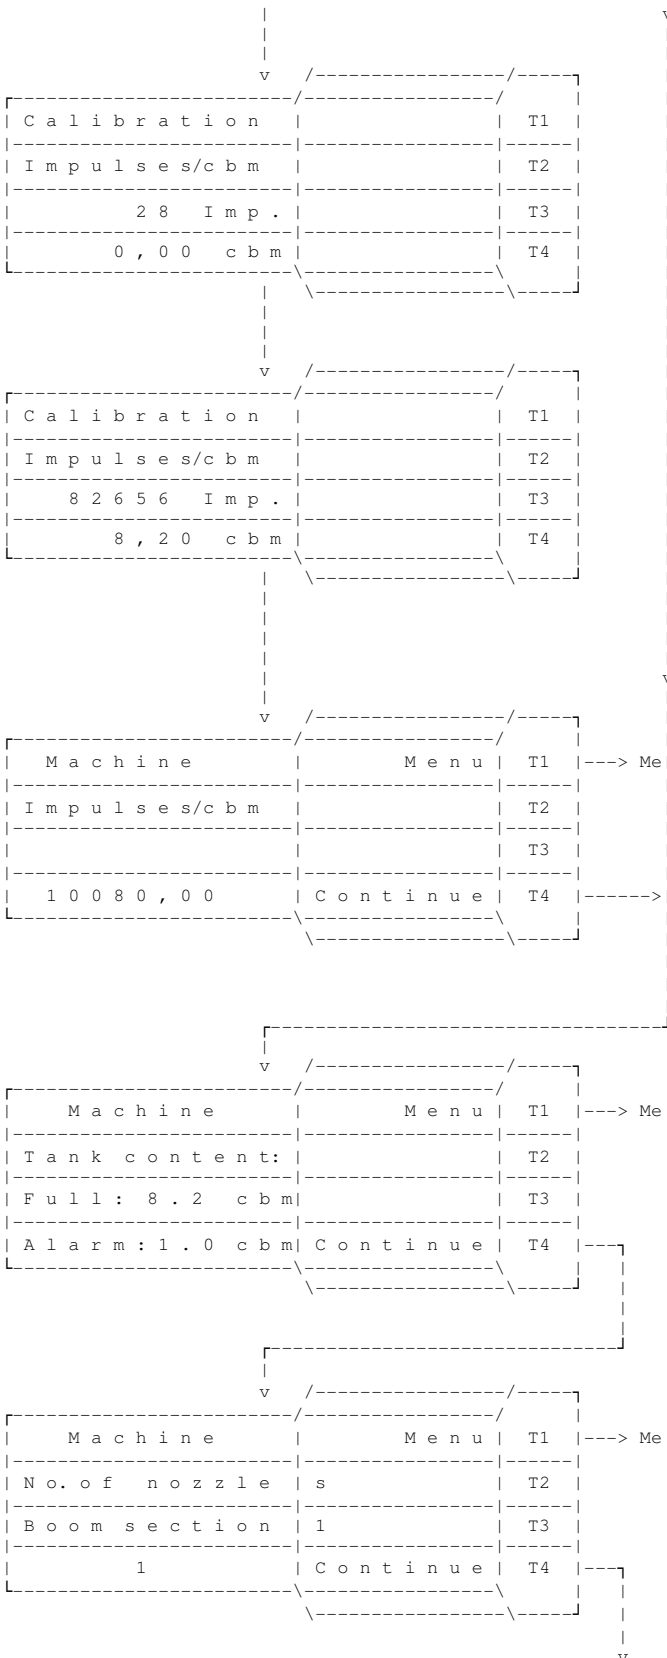 Calibration T1
Impulses/cbm T2
28 Imp. T3
0,00 cbm T4
Calibration T1
Impulses/cbm T2
82656 Imp. T3
8,20 cbm T4
Machine Menu T1 ---> Me
Impulses/cbm T2
T3
10080,00 Continue T4 ------>
Machine Menu T1 ---> Me
Tank content: T2
Full: 8.2 cbm T3
Alarm:1.0 cbm Continue T4
Machine Menu T1 ---> Me
No.of nozzle s T2
Boom section 1 T3
1 Continue T4